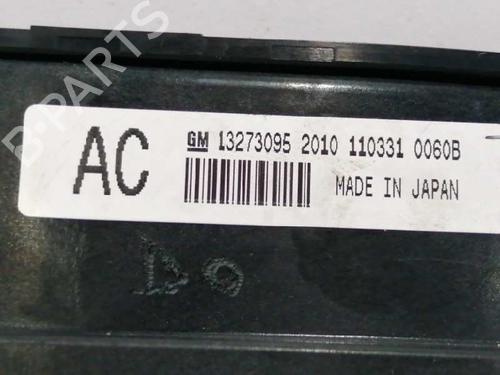 B-PARTS
AC
GM 13273095 2010 110331 0060B
MADE IN JAPAN